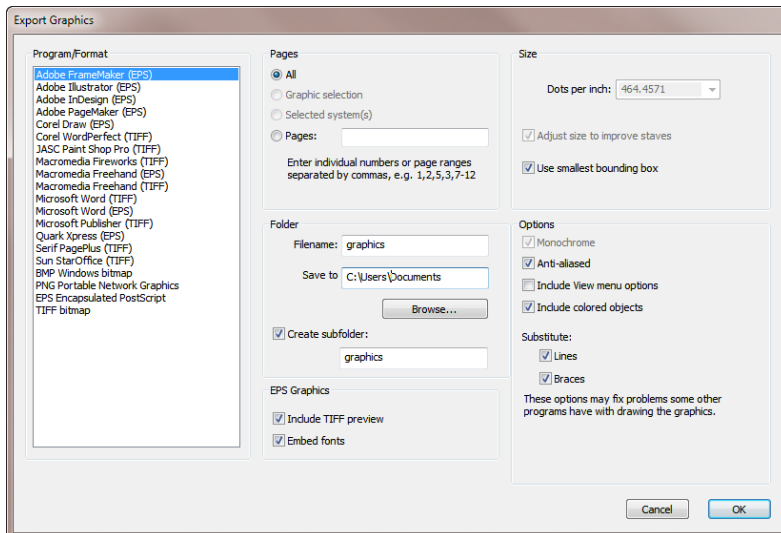 Export Graphics
Program/Format
Adobe FrameMaker (EPS)
Adobe Illustrator (EPS)
Adobe InDesign (EPS)
Adobe PageMaker (EPS)
Corel Draw (EPS)
Corel WordPerfect (TIFF)
JASC Paint Shop Pro (TIFF)
Macromedia Fireworks (TIFF)
Macromedia Freehand (EPS)
Macromedia Freehand (TIFF)
Microsoft Word (TIFF)
Microsoft Word (EPS)
Microsoft Publisher (TIFF)
Quark Xpress (EPS)
Serif PagePlus (TIFF)
Sun StarOffice (TIFF)
BMP Windows bitmap
PNG Portable Network Graphics
EPS Encapsulated PostScript
TIFF bitmap
Pages
All
Graphic selection
Selected system(s)
Pages:
Enter individual numbers or page ranges
separated by commas, e.g. 1,2,5,3,7-12
Folder
Filename: graphics
Save to C:\Users\Documents
Browse...
Create subfolder:
graphics
EPS Graphics
Include TIFF preview
Embed fonts
Size
Dots per inch: 464.4571
Adjust size to improve staves
Use smallest bounding box
Options
Monochrome
Anti-aliased
Include View menu options
Include colored objects
Substitute:
Lines
Braces
These options may fix problems some other
programs have with drawing the graphics.
Cancel OK